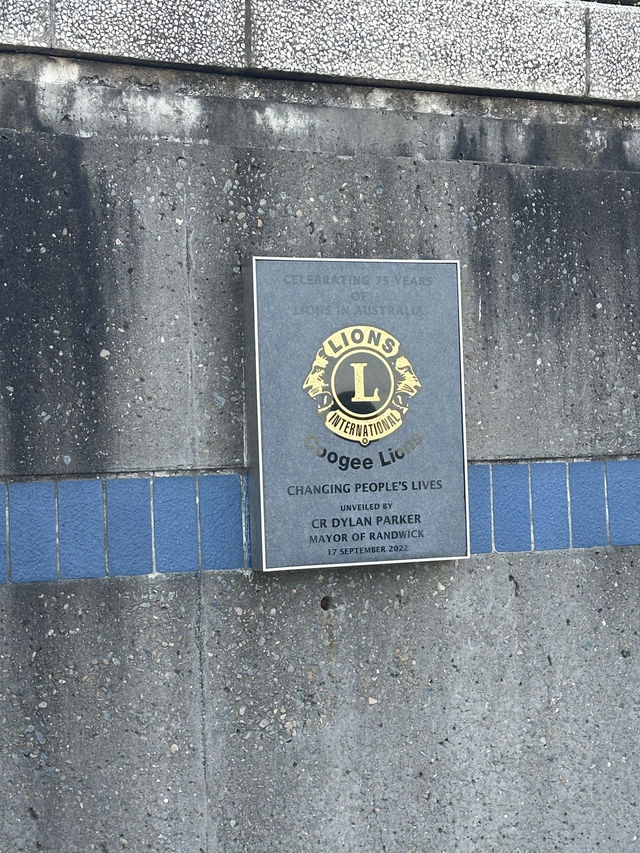 CELEBRATING 75 YEARS
OF
LIONS IN AUSTRALIA
LIONS
L
INTERNATIONAL
Coogee Lions
CHANGING PEOPLE'S LIVES
UNVEILED BY
CR DYLAN PARKER
MAYOR OF RANDWICK
17 SEPTEMBER 2022